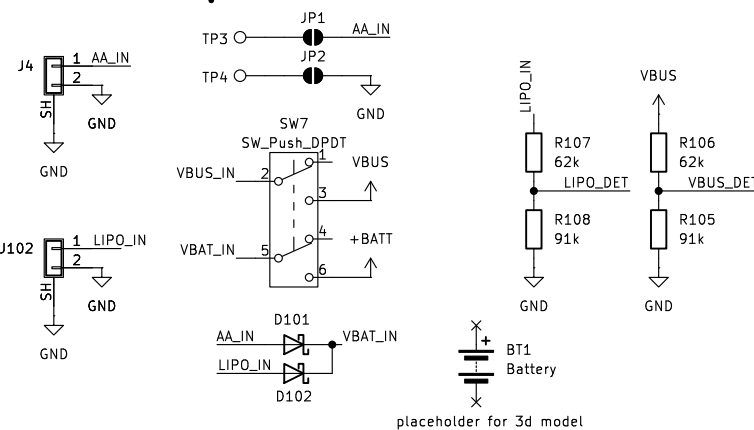 JP1
TP3
AA_IN
JP2
TP4
GND
J4
1
AA_IN
2
SH
GND
GND
SW7
SW_Push_DPDT
VBUS_IN
2
1
VBUS
3
VBAT_IN
5
4
+BATT
6
LIPO_IN
R107
62k
LIPO_DET
R108
91k
GND
VBUS
R106
62k
VBUS_DET
R105
91k
GND
J102
1
LIPO_IN
2
SH
GND
GND
D101
AA_IN
VBAT_IN
LIPO_IN
D102
+
BT1
Battery
placeholder for 3d model